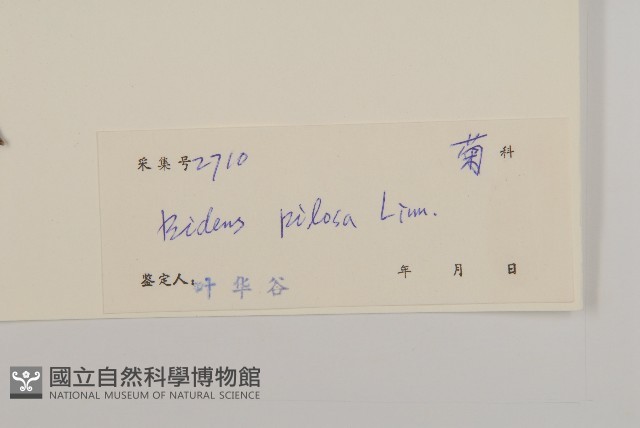 采集号2710 菊科
Bidens pilosa Linn.
鉴定人:叶华谷 年 月 日
國立自然科學博物館
NATIONAL MUSEUM OF NATURAL SCIENCE